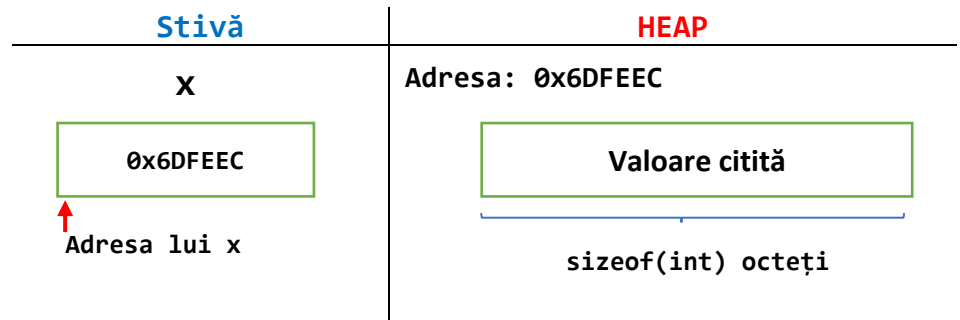 Stivă
HEAP
x
Adresa: 0x6DFEEC
0x6DFEEC
Valoare citită
Adresa lui x
sizeof(int) octeți